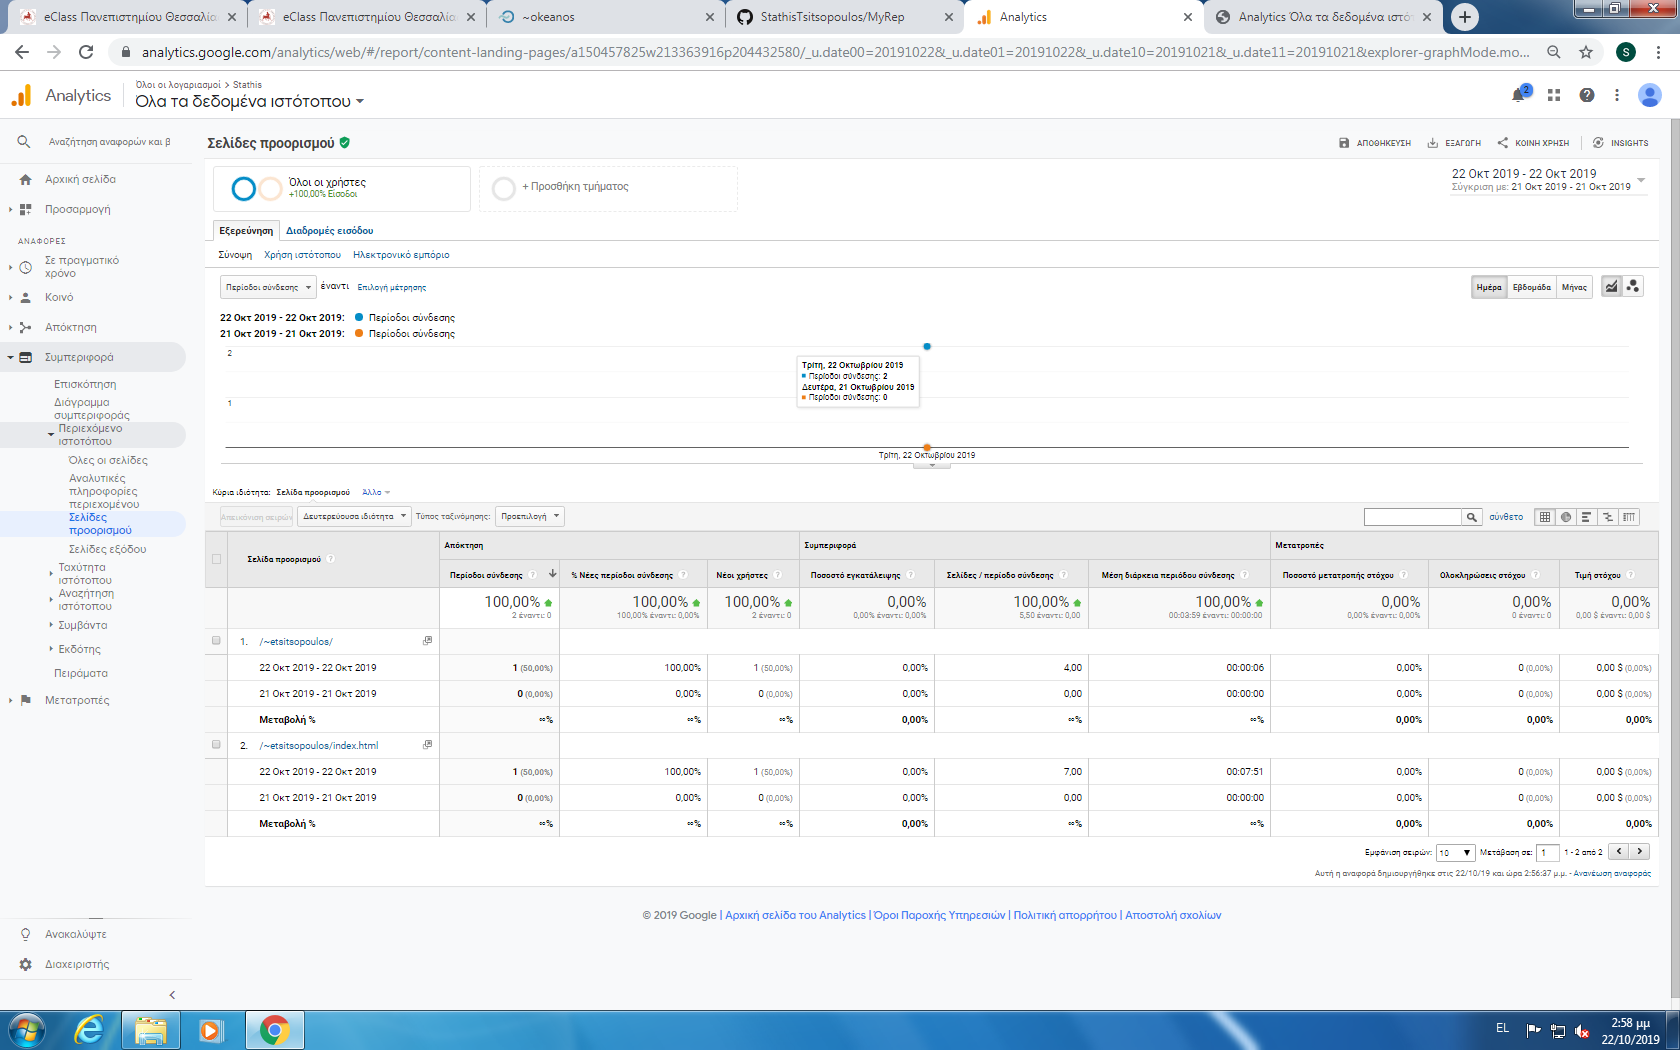 eClass Πανεπιστημίου Θεσσαλία
eClass Πανεπιστημίου Θεσσαλία
~okeanos
StathisTsitsopoulos/MyRep
Analytics
Analytics Όλα τα δεδομένα ιστότ
analytics.google.com/analytics/web/#/report/content-landing-pages/a150457825w213363916p204432580/_u.date00=20191022&_u.date01=20191022&_u.date10=20191021&_u.date11=20191021&explorer-graphMode.mo...
S
Analytics
Όλοι οι λογαριασμοί > Stathis
Όλα τα δεδομένα ιστότοπου
2
Αναζήτηση αναφορών και β
Αρχική σελίδα
Προσαρμογή
ΑΝΑΦΟΡΕΣ
Σε πραγματικό
χρόνο
Κοινό
Απόκτηση
Συμπεριφορά
Επισκόπηση
Διάγραμμα
συμπεριφοράς
Περιεχόμενο
ιστοτόπου
Όλες οι σελίδες
Αναλυτικές
πληροφορίες
περιεχομένου
Σελίδες
προορισμού
Σελίδες εξόδου
Ταχύτητα
ιστότοπου
Αναζήτηση
ιστότοπου
Συμβάντα
Εκδότης
Πειράματα
Μετατροπές
Ανακαλύψτε
Διαχειριστής
Σελίδες προορισμού
ΑΠΟΘΗΚΕΥΣΗ
ΕΞΑΓΩΓΗ
ΚΟΙΝΗ ΧΡΗΣΗ
INSIGHTS
Όλοι οι χρήστες
+100,00% Είσοδοι
+ Προσθήκη τμήματος
22 Οκτ 2019 - 22 Οκτ 2019
Σύγκριση με: 21 Οκτ 2019 - 21 Οκτ 2019
Εξερεύνηση Διαδρομές εισόδου
Σύνοψη Χρήση ιστότοπου Ηλεκτρονικό εμπόριο
Περίοδοι σύνδεσης έναντι Επιλογή μέτρησης
Ημέρα Εβδομάδα Μήνας
22 Οκτ 2019 - 22 Οκτ 2019: Περίοδοι σύνδεσης
21 Οκτ 2019 - 21 Οκτ 2019: Περίοδοι σύνδεσης
2
1
Τρίτη, 22 Οκτωβρίου 2019
Περίοδοι σύνδεσης: 2
Δευτέρα, 21 Οκτωβρίου 2019
Περίοδοι σύνδεσης: 0
Τρίτη, 22 Οκτωβρίου 2019
Κύρια ιδιότητα: Σελίδα προορισμού Άλλο
Απεικόνιση σειρών Δευτερεύουσα ιδιότητα Τύπος ταξινόμησης: Προεπιλογή σύνθετο
Σελίδα προορισμού Απόκτηση Συμπεριφορά Μετατροπές
Περίοδοι σύνδεσης % Νέες περίοδοι σύνδεσης Νέοι χρήστες Ποσοστό εγκατάλειψης Σελίδες / περίοδο σύνδεσης Μέση διάρκεια περιόδου σύνδεσης Ποσοστό μετατροπής στόχου Ολοκληρώσεις στόχου Τιμή στόχου
100,00% 100,00% 100,00% 0,00% 100,00% 100,00% 0,00% 0,00% 0,00%
2 έναντι: 0 100,00% έναντι: 0,00% 2 έναντι: 0 0,00% έναντι: 0,00% 5,50 έναντι: 0,00 00:03:59 έναντι: 00:00:00 0,00% έναντι: 0,00% 0 έναντι: 0 0,00 $ έναντι: 0,00 $
1. /~etsitsopoulos/
22 Οκτ 2019 - 22 Οκτ 2019 1 (50,00%) 100,00% 1 (50,00%) 0,00% 4,00 00:00:06 0,00% 0 (0,00%) 0,00 $ (0,00%)
21 Οκτ 2019 - 21 Οκτ 2019 0 (0,00%) 0,00% 0 (0,00%) 0,00% 0,00 00:00:00 0,00% 0 (0,00%) 0,00 $ (0,00%)
Μεταβολή % ∞% ∞% ∞% 0,00% ∞% ∞% 0,00% 0,00% 0,00%
2. /~etsitsopoulos/index.html
22 Οκτ 2019 - 22 Οκτ 2019 1 (50,00%) 100,00% 1 (50,00%) 0,00% 7,00 00:07:51 0,00% 0 (0,00%) 0,00 $ (0,00%)
21 Οκτ 2019 - 21 Οκτ 2019 0 (0,00%) 0,00% 0 (0,00%) 0,00% 0,00 00:00:00 0,00% 0 (0,00%) 0,00 $ (0,00%)
Μεταβολή % ∞% ∞% ∞% 0,00% ∞% ∞% 0,00% 0,00% 0,00%
Εμφάνιση σειρών: 10 Μετάβαση σε: 1 1 - 2 από 2
Αυτή η αναφορά δημιουργήθηκε στις 22/10/19 και ώρα 2:56:37 μ.μ. - Ανανέωση αναφοράς
© 2019 Google | Αρχική σελίδα του Analytics | Όροι Παροχής Υπηρεσιών | Πολιτική απορρήτου | Αποστολή σχολίων
EL
2:58 μμ
22/10/2019